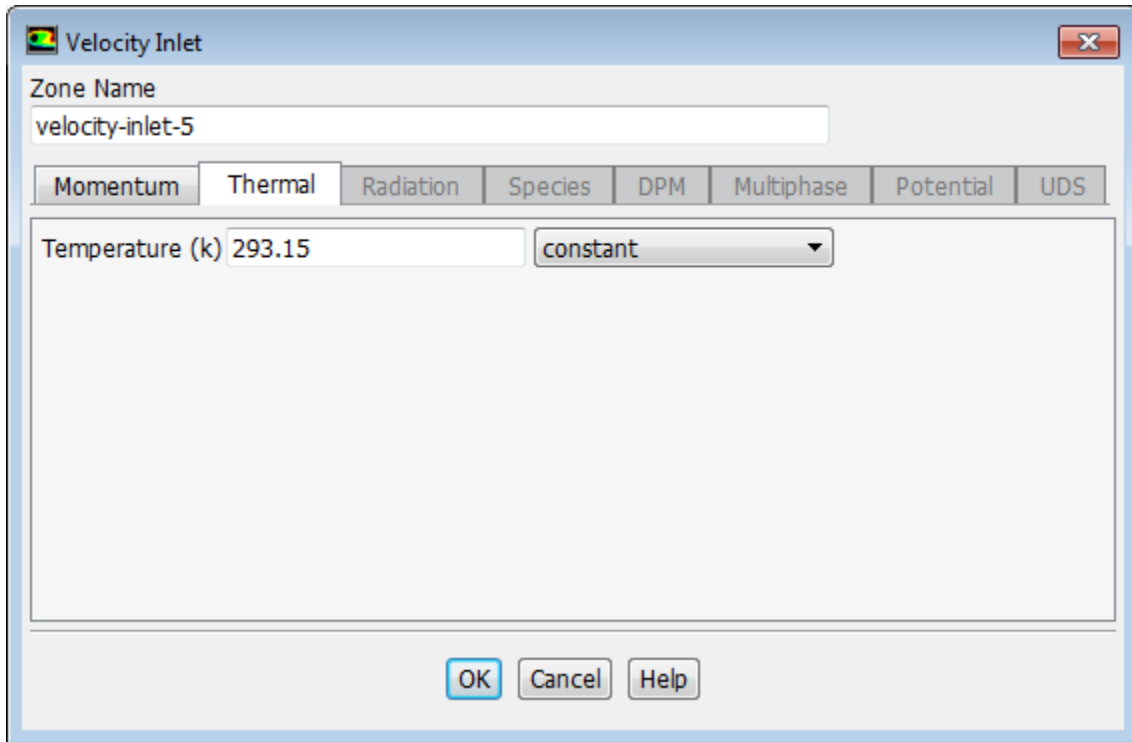 Velocity Inlet
Zone Name
velocity-inlet-5
Momentum Thermal Radiation Species DPM Multiphase Potential UDS
Temperature (k) 293.15 constant
OK Cancel Help